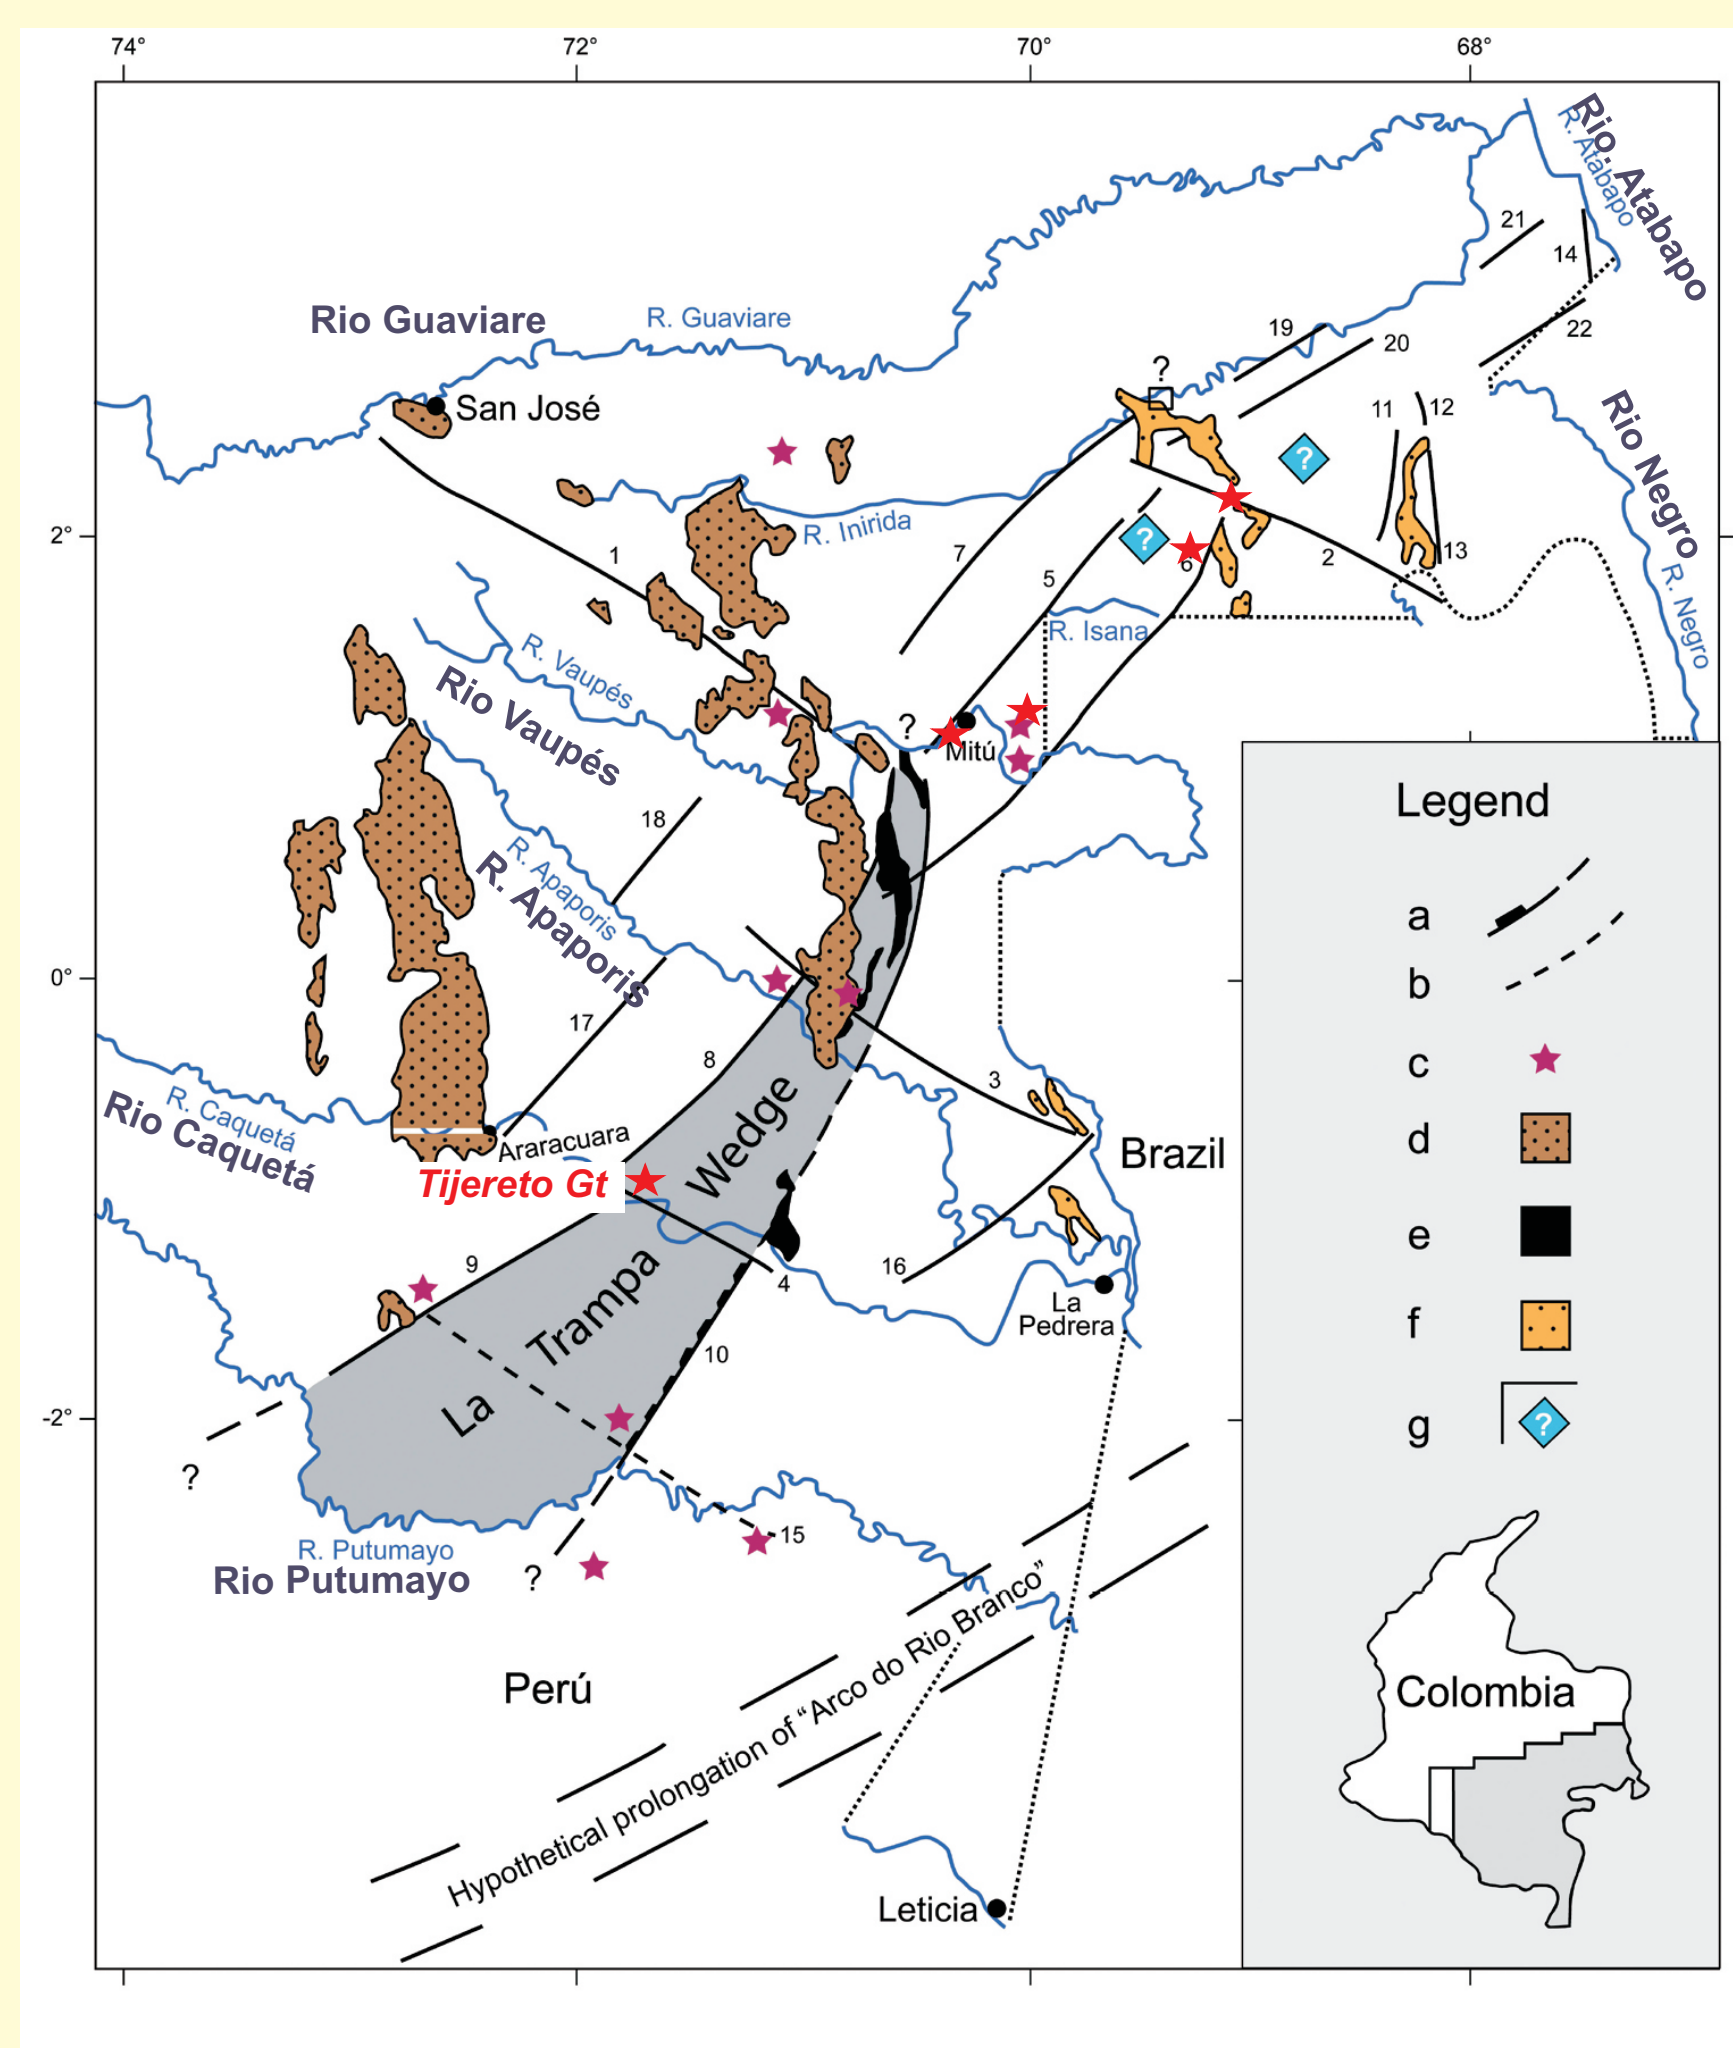 74°
72°
70°
68°
R. Atabapo
Rio. Atabapo
21
14
Rio Guaviare
R. Guaviare
19
22
20
?
San José
11
12
Rio Negro
?
2°
R. Inirida
1
7
?
5
6
2
13
R. Negro
R. Isana
R. Vaupés
Rio Vaupés
?
Mitú
Legend
18
R. Apaporis
R. Apaporis
a
b
0°
17
8
c
3
R. Caquetá
Rio Caquetá
Araracuara
Brazil
d
Tijereto Gt
Wedge
e
9
16
4
La
Pedrera
Trampa
f
10
La
-2°
g
?
?
15
R. Putumayo
Rio Putumayo
?
Hypothetical prolongation of “Arco do Rio Branco”
Perú
Colombia
Leticia